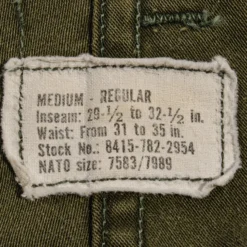 MEDIUM - REGULAR
Inseam: 29-1/2 to 32-1/2 in.
Waist: From 31 to 35 in.
Stock No.: 8415-782-2954
NATO size: 7583/7989